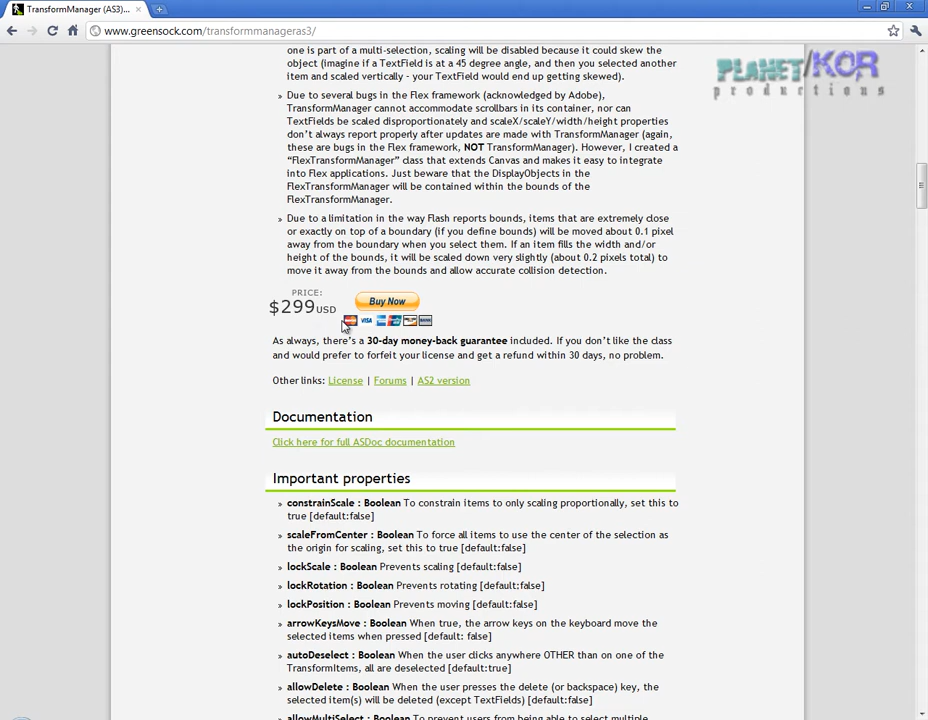 TransformManager (AS3)...
www.greensock.com/transformmanageras3/
PLANET/KOR
productions
one is part of a multi-selection, scaling will be disabled because it could skew the
object (imagine if a TextField is at a 45 degree angle, and then you selected another
item and scaled vertically - your TextField would end up getting skewed).
» Due to several bugs in the Flex framework (acknowledged by Adobe),
TransformManager cannot accommodate scrollbars in its container, nor can
TextFields be scaled disproportionately and scaleX/scaleY/width/height properties
don't always report properly after updates are made with TransformManager (again,
these are bugs in the Flex framework, NOT TransformManager). However, I created a
“FlexTransformManager” class that extends Canvas and makes it easy to integrate
into Flex applications. Just beware that the DisplayObjects in the
FlexTransformManager will be contained within the bounds of the
FlexTransformManager.
» Due to a limitation in the way Flash reports bounds, items that are extremely close
or exactly on top of a boundary (if you define bounds) will be moved about 0.1 pixel
away from the boundary when you select them. If an item fills the width and/or
height of the bounds, it will be scaled down very slightly (about 0.2 pixels total) to
move it away from the bounds and allow accurate collision detection.
PRICE:
$299USD
Buy Now
VISA
As always, there's a 30-day money-back guarantee included. If you don't like the class
and would prefer to forfeit your license and get a refund within 30 days, no problem.
Other links: License | Forums | AS2 version
Documentation
Click here for full ASDoc documentation
Important properties
» constrainScale : Boolean To constrain items to only scaling proportionally, set this to
true [default:false]
» scaleFromCenter : Boolean To force all items to use the center of the selection as
the origin for scaling, set this to true [default:false]
» lockScale : Boolean Prevents scaling [default:false]
» lockRotation : Boolean Prevents rotating [default:false]
» lockPosition : Boolean Prevents moving [default:false]
» arrowKeysMove : Boolean When true, the arrow keys on the keyboard move the
selected items when pressed [default: false]
» autoDeselect : Boolean When the user clicks anywhere OTHER than on one of the
TransformItems, all are deselected [default:true]
» allowDelete : Boolean When the user presses the delete (or backspace) key, the
selected item(s) will be deleted (except TextFields) [default:false]
» allowMultiSelect : Boolean To prevent users from being able to select multiple